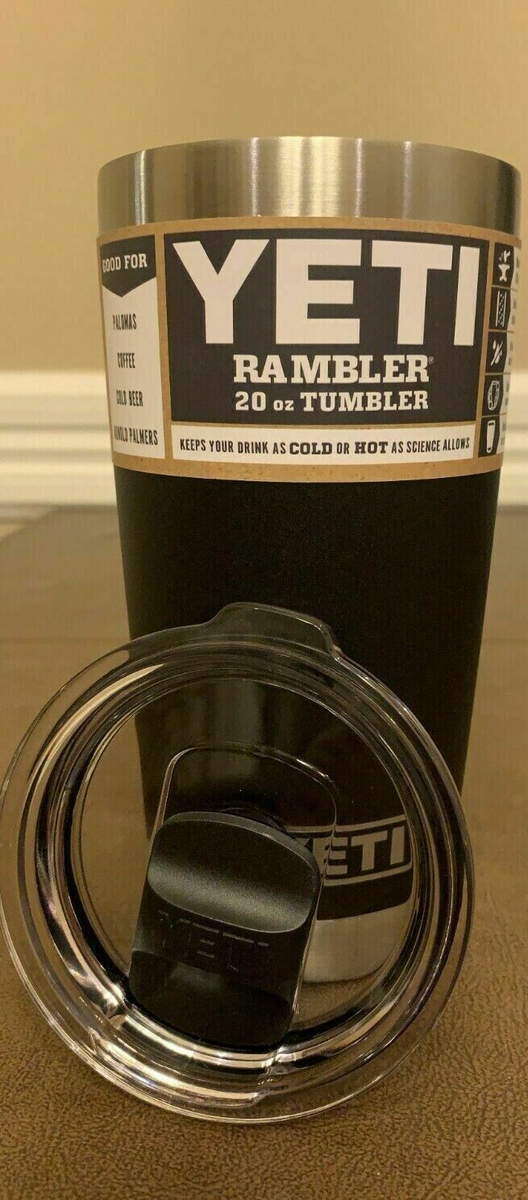 GOOD FOR
PALOMAS
COFFEE
COLD BEER
ARNOLD PALMERS
YETI
RAMBLER®
20 oz TUMBLER
KEEPS YOUR DRINK AS COLD OR HOT AS SCIENCE ALLOWS
YETI
YETI